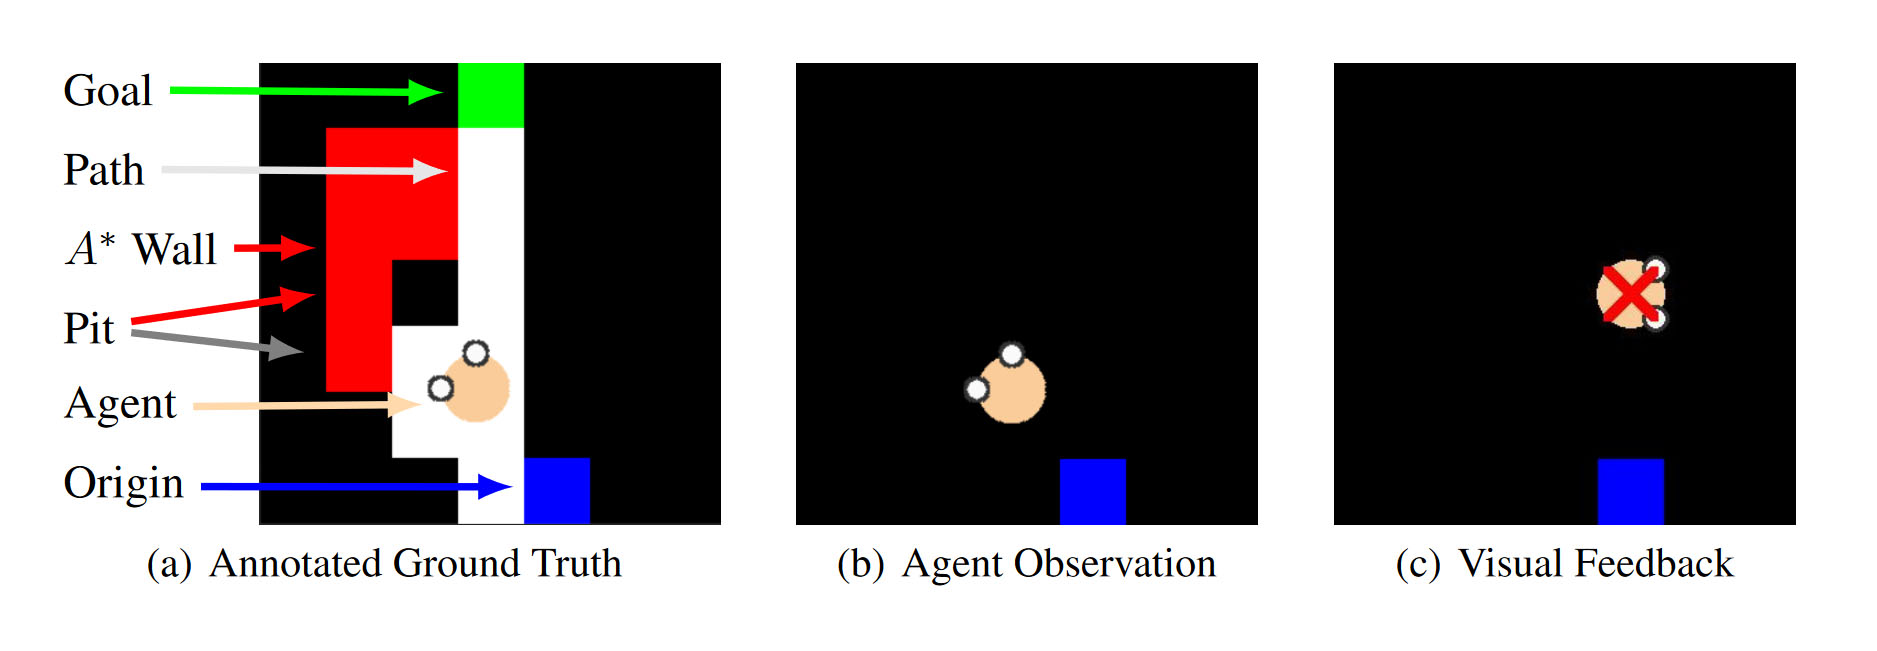 Goal
Path
A* Wall
Pit
Agent
Origin
(a) Annotated Ground Truth
(b) Agent Observation
(c) Visual Feedback